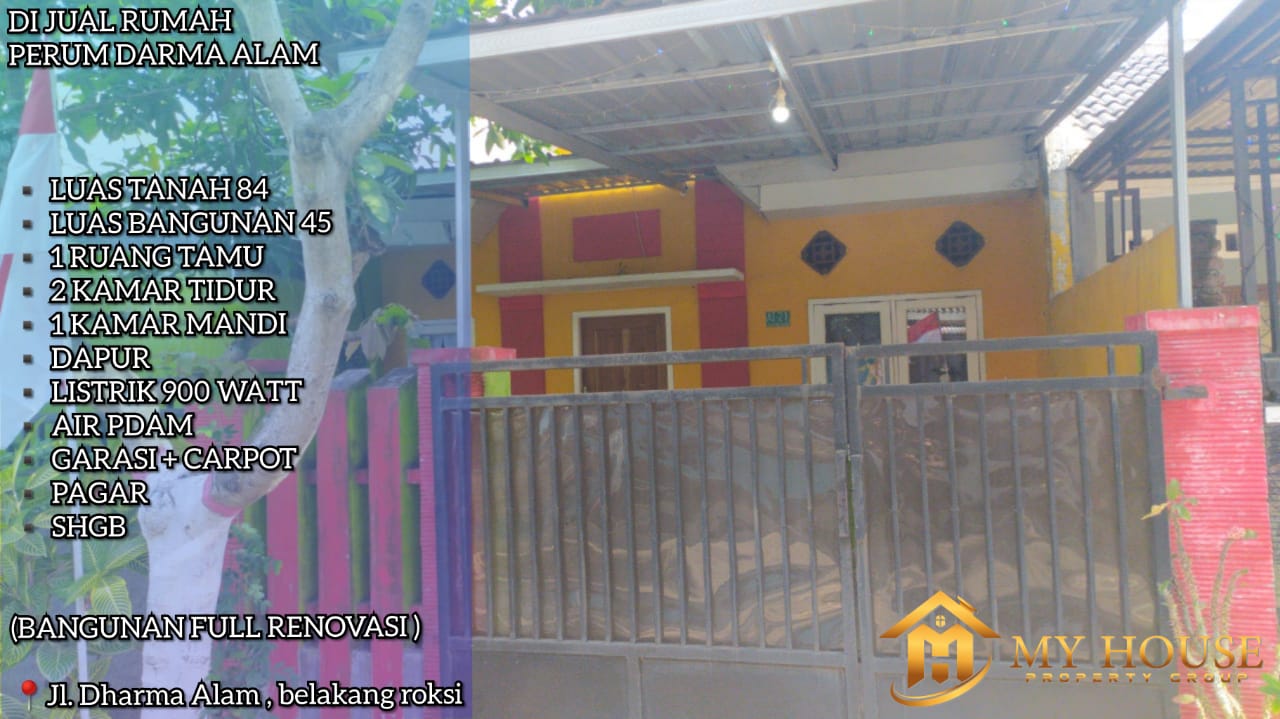 DI JUAL RUMAH
PERUM DARMA ALAM
▪ LUAS TANAH 84
▪ LUAS BANGUNAN 45
▪ 1 RUANG TAMU
▪ 2 KAMAR TIDUR
▪ 1 KAMAR MANDI
▪ DAPUR
▪ LISTRIK 900 WATT
▪ AIR PDAM
▪ GARASI + CARPOT
▪ PAGAR
▪ SHGB
(BANGUNAN FULL RENOVASI )
📍Jl. Dharma Alam , belakang roksi
MY HOUSE
PROPERTY GROUP